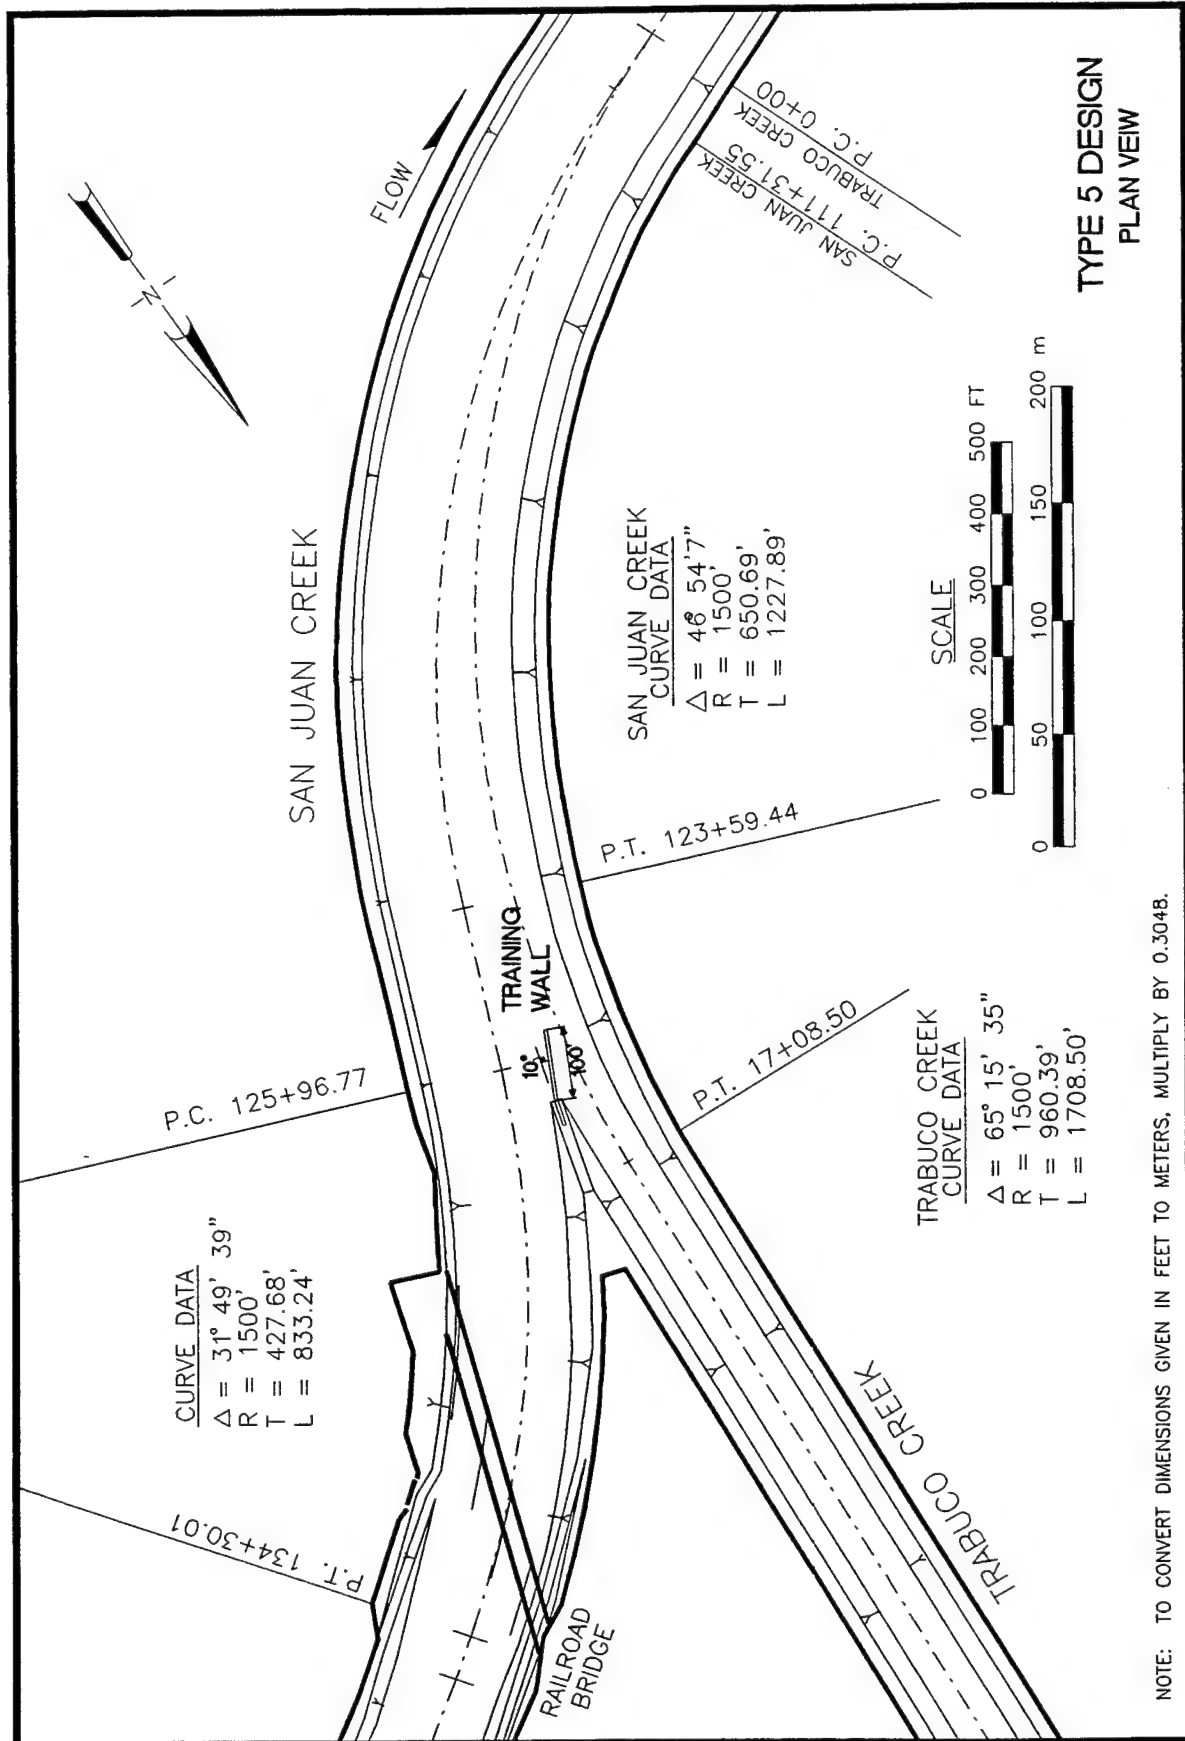 FLOW
N
SAN JUAN CREEK
P.C. 125+96.77
P.T. 134+30.01
CURVE DATA
Δ = 31° 49' 39"
R = 1500'
T = 427.68'
L = 833.24'
TRAINING
WALL
10°
100'
RAILROAD
BRIDGE
TRABUCO CREEK
P.C. 0+00
TRABUCO CREEK
P.C. 111+31.55
SAN JUAN CREEK
SAN JUAN CREEK
CURVE DATA
Δ = 46° 54'7"
R = 1500'
T = 650.69'
L = 1227.89'
P.T. 123+59.44
P.T. 17+08.50
TRABUCO CREEK
CURVE DATA
Δ = 65° 15' 35"
R = 1500'
T = 960.39'
L = 1708.50'
SCALE
0 100 200 300 400 500 FT
0 50 100 150 200 m
TYPE 5 DESIGN
PLAN VEIW
NOTE: TO CONVERT DIMENSIONS GIVEN IN FEET TO METERS, MULTIPLY BY 0.3048.